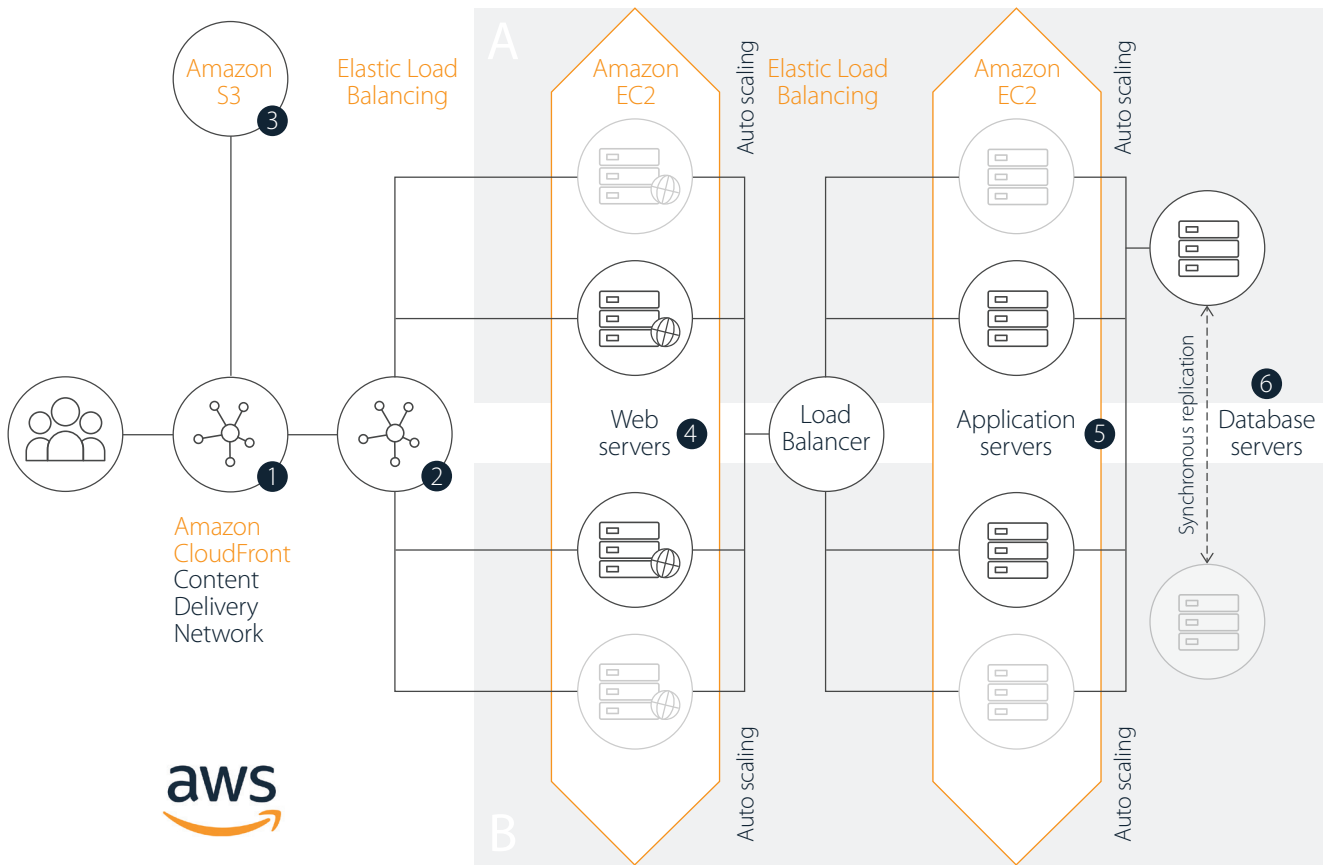 A
Amazon
S3
3
Elastic Load
Balancing
Amazon
EC2
Auto scaling
Elastic Load
Balancing
Amazon
EC2
Auto scaling
1
2
Amazon
CloudFront
Content
Delivery
Network
Web
servers
4
Load
Balancer
Application
servers
5
Synchronous replication
6
Database
servers
Auto scaling
Auto scaling
aws
B